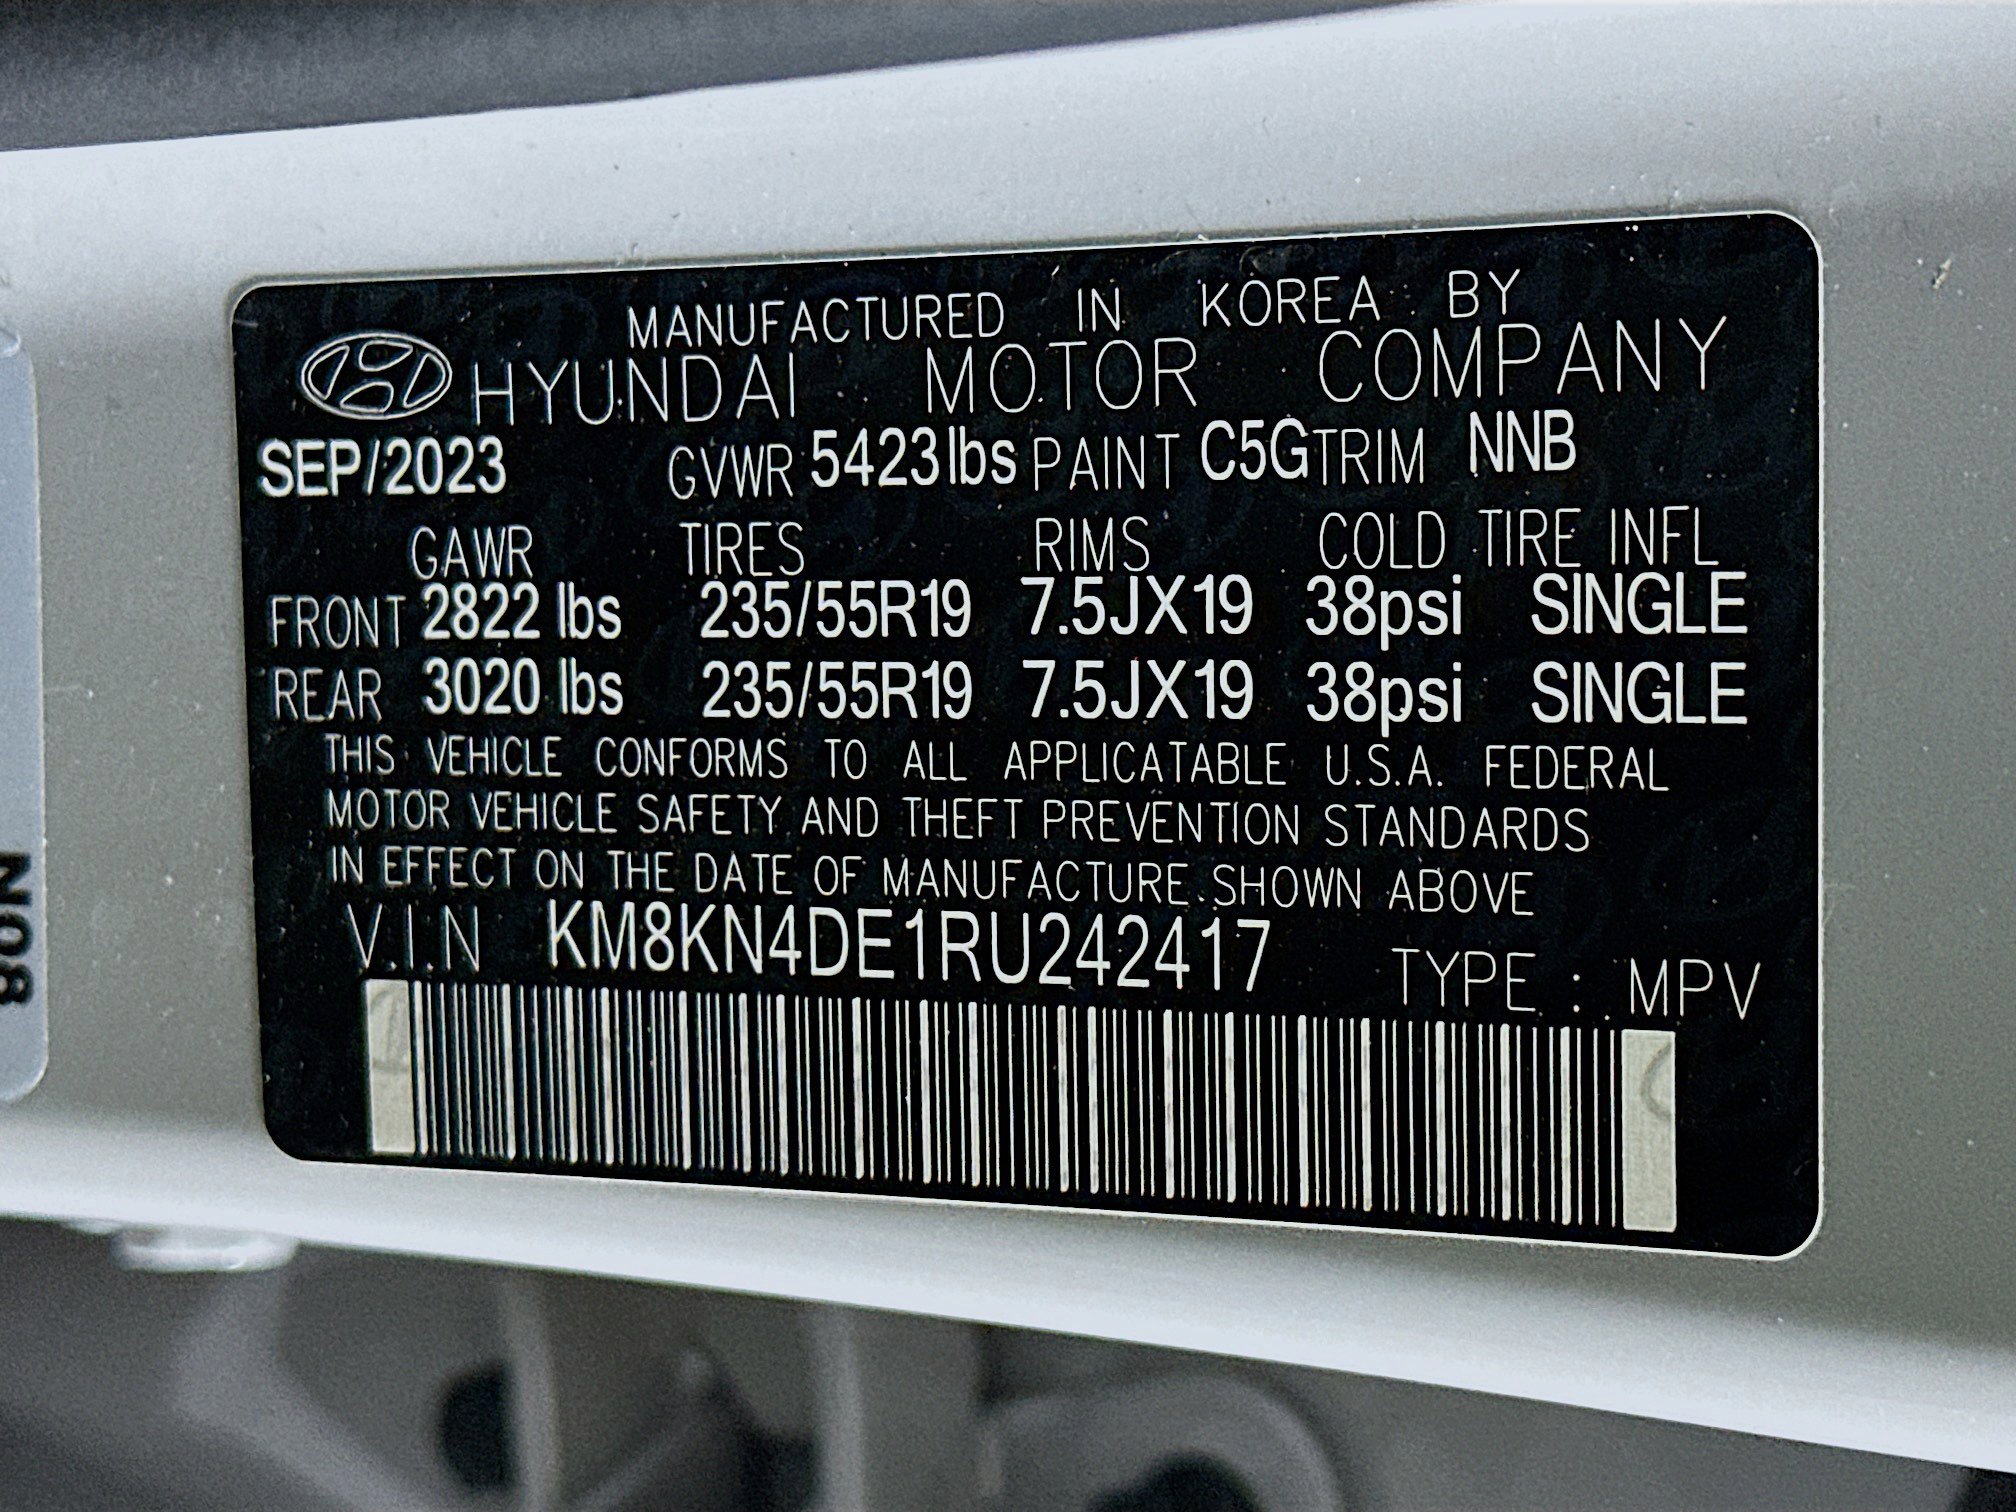 MANUFACTURED IN KOREA BY
HYUNDAI MOTOR COMPANY
SEP/2023 GVWR 5423lbs PAINT C5G TRIM NNB
GAWR TIRES RIMS COLD TIRE INFL
FRONT 2822 lbs 235/55R19 7.5JX19 38psi SINGLE
REAR 3020 lbs 235/55R19 7.5JX19 38psi SINGLE
THIS VEHICLE CONFORMS TO ALL APPLICATABLE U.S.A. FEDERAL
MOTOR VEHICLE SAFETY AND THEFT PREVENTION STANDARDS
IN EFFECT ON THE DATE OF MANUFACTURE SHOWN ABOVE
V.I.N KM8KN4DE1RU242417 TYPE : MPV
N08